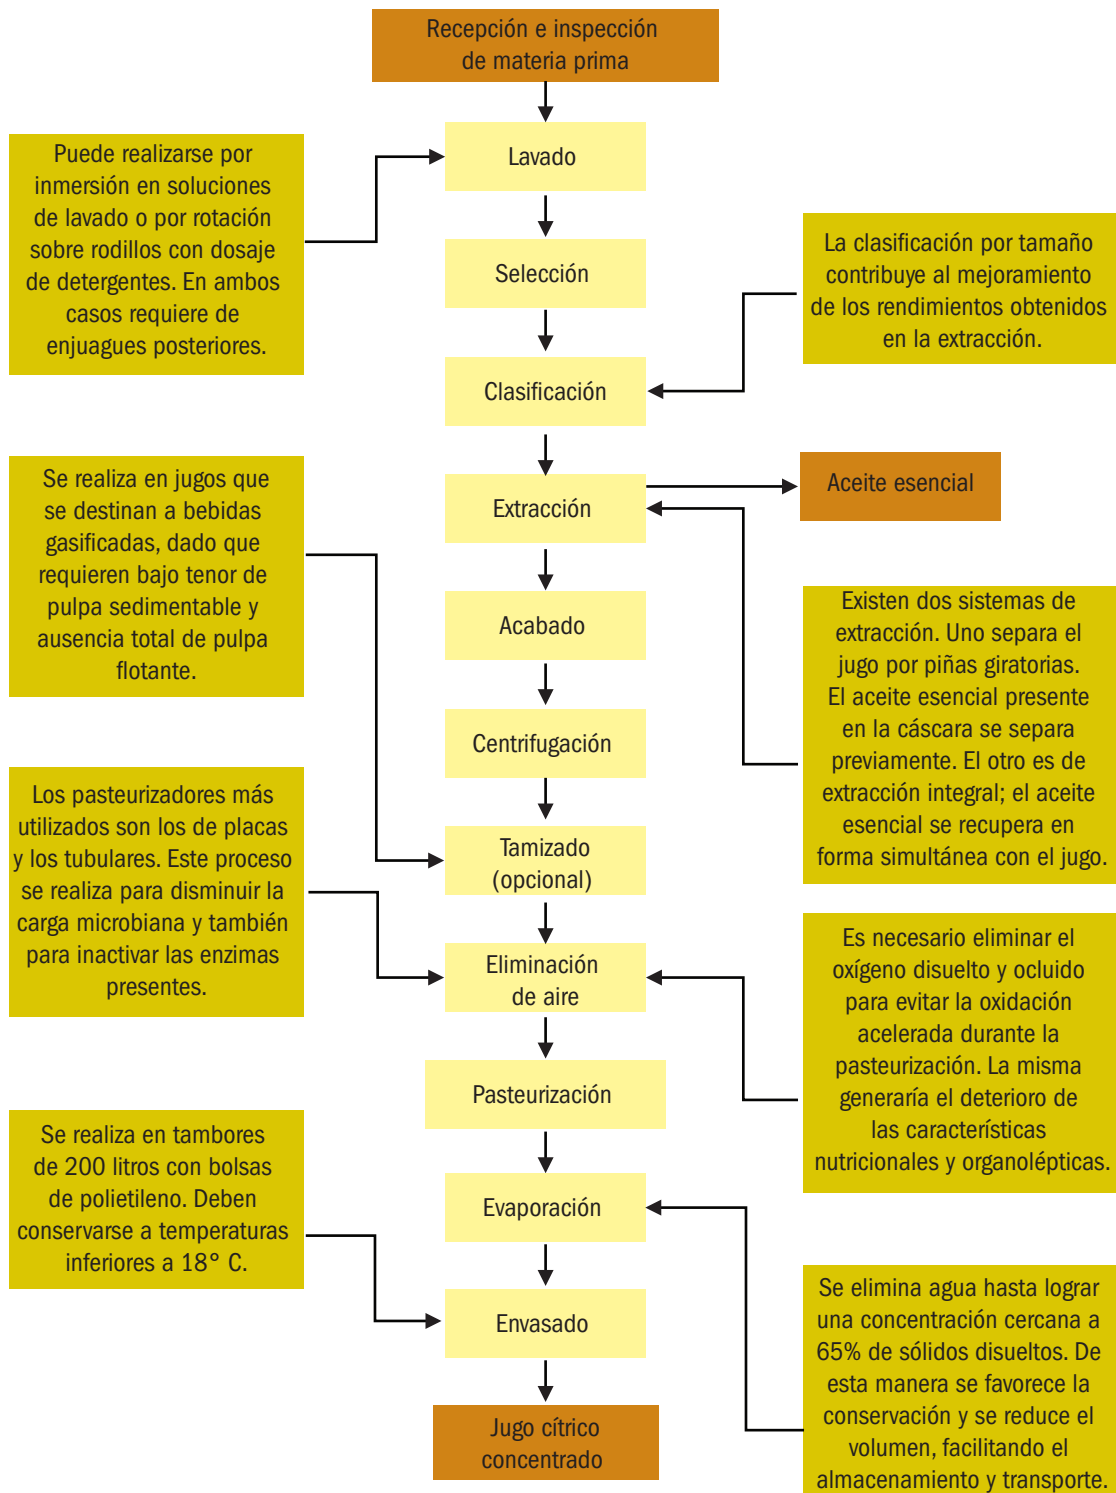 Recepción e inspección
de materia prima
Lavado
Puede realizarse por
inmersión en soluciones
de lavado o por rotación
sobre rodillos con dosaje
de detergentes. En ambos
casos requiere de
enjuagues posteriores.
Selección
La clasificación por tamaño
contribuye al mejoramiento
de los rendimientos obtenidos
en la extracción.
Clasificación
Se realiza en jugos que
se destinan a bebidas
gasificadas, dado que
requieren bajo tenor de
pulpa sedimentable y
ausencia total de pulpa
flotante.
Extracción
Aceite esencial
Acabado
Existen dos sistemas de
extracción. Uno separa el
jugo por piñas giratorias.
El aceite esencial presente
en la cáscara se separa
previamente. El otro es de
extracción integral; el aceite
esencial se recupera en
forma simultánea con el jugo.
Centrifugación
Los pasteurizadores más
utilizados son los de placas
y los tubulares. Este proceso
se realiza para disminuir la
carga microbiana y también
para inactivar las enzimas
presentes.
Tamizado
(opcional)
Eliminación
de aire
Es necesario eliminar el
oxígeno disuelto y ocluido
para evitar la oxidación
acelerada durante la
pasteurización. La misma
generaría el deterioro de
las características
nutricionales y organolépticas.
Pasteurización
Se realiza en tambores
de 200 litros con bolsas
de polietileno. Deben
conservarse a temperaturas
inferiores a 18° C.
Evaporación
Envasado
Se elimina agua hasta lograr
una concentración cercana a
65% de sólidos disueltos. De
esta manera se favorece la
conservación y se reduce el
volumen, facilitando el
almacenamiento y transporte.
Jugo cítrico
concentrado